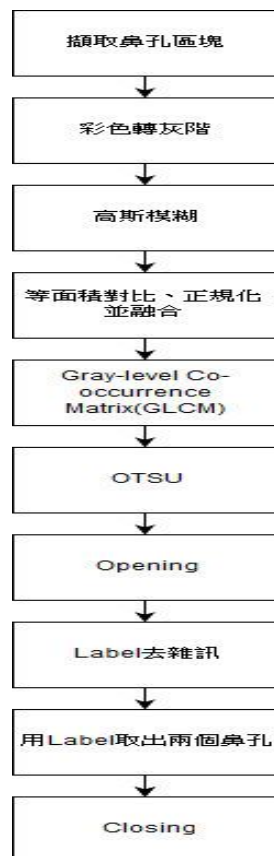 擷取鼻孔區塊
彩色轉灰階
高斯模糊
等面積對比、正規化
並融合
Gray-level Co-
occurrence
Matrix(GLCM)
OTSU
Opening
Label去雜訊
用Label取出兩個鼻孔
Closing